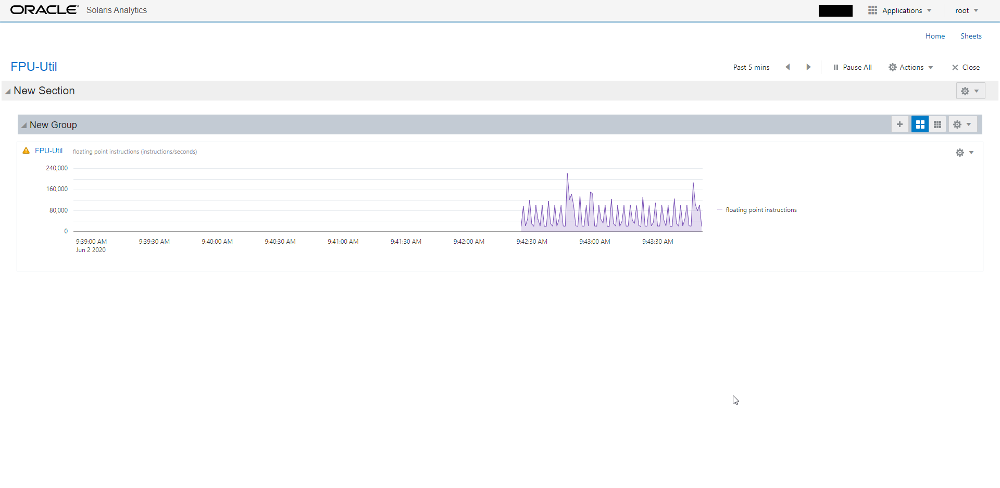 ORACLE® Solaris Analytics Applications root
Home Sheets
FPU-Util Past 5 mins Pause All Actions Close
New Section
New Group
FPU-Util floating point instructions (instructions/seconds)
240,000
160,000
80,000
0
floating point instructions
9:39:00 AM 9:39:30 AM 9:40:00 AM 9:40:30 AM 9:41:00 AM 9:41:30 AM 9:42:00 AM 9:42:30 AM 9:43:00 AM 9:43:30 AM
Jun 2 2020